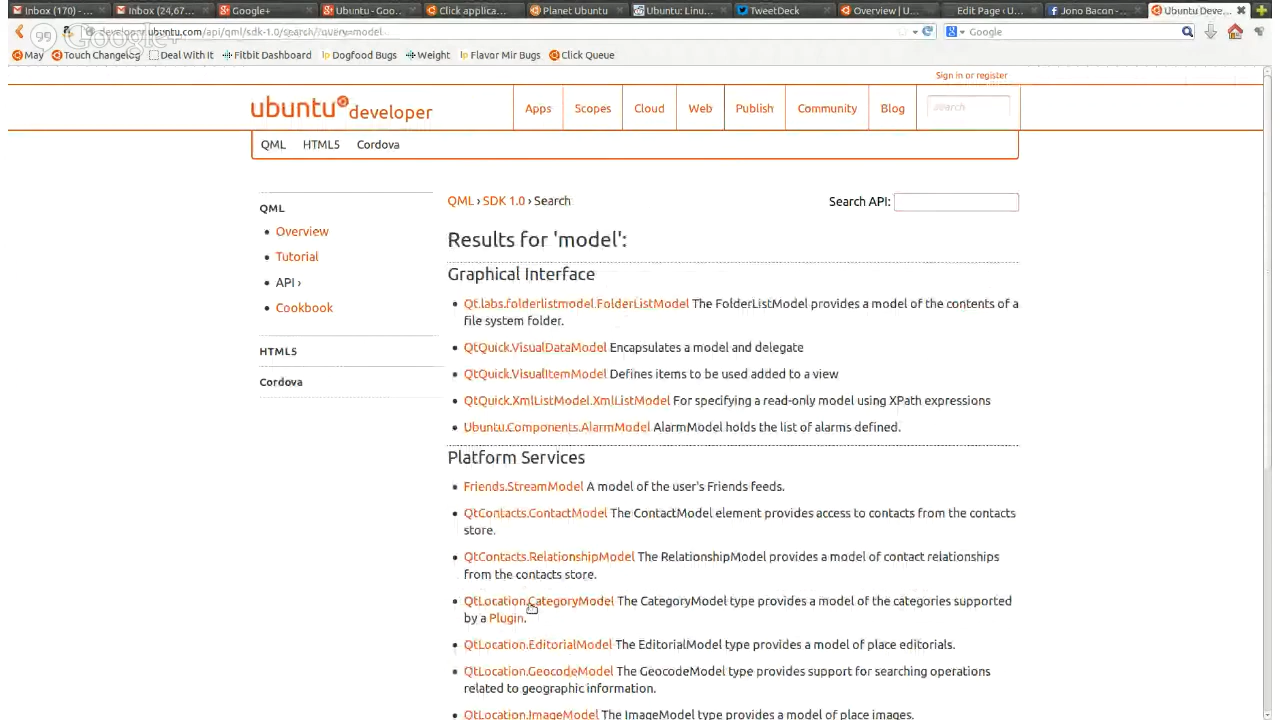 Inbox (170) - ...
Inbox (24,67...
Google+
Ubuntu - Goo...
Click applica...
Planet Ubuntu
Ubuntu: Linu...
TweetDeck
Overview | U...
Edit Page ‹ U...
Jono Bacon - ...
Ubuntu Deve...
ubuntu.com/api/qml/sdk-1.0/search/?query=model
Google
May
Touch Changelog
Deal With It
Fitbit Dashboard
Dogfood Bugs
Weight
Flavor Mir Bugs
Click Queue
Sign in or register
ubuntu developer
Apps
Scopes
Cloud
Web
Publish
Community
Blog
search
QML
HTML5
Cordova
QML
Overview
Tutorial
API ›
Cookbook
HTML5
Cordova
QML › SDK 1.0 › Search
Search API:
Results for 'model':
Graphical Interface
Qt.labs.folderlistmodel.FolderListModel The FolderListModel provides a model of the contents of a
file system folder.
QtQuick.VisualDataModel Encapsulates a model and delegate
QtQuick.VisualItemModel Defines items to be used added to a view
QtQuick.XmlListModel.XmlListModel For specifying a read-only model using XPath expressions
Ubuntu.Components.AlarmModel AlarmModel holds the list of alarms defined.
Platform Services
Friends.StreamModel A model of the user's Friends feeds.
QtContacts.ContactModel The ContactModel element provides access to contacts from the contacts
store.
QtContacts.RelationshipModel The RelationshipModel provides a model of contact relationships
from the contacts store.
QtLocation.CategoryModel The CategoryModel type provides a model of the categories supported
by a Plugin.
QtLocation.EditorialModel The EditorialModel type provides a model of place editorials.
QtLocation.GeocodeModel The GeocodeModel type provides support for searching operations
related to geographic information.
QtLocation.ImageModel The ImageModel type provides a model of place images.